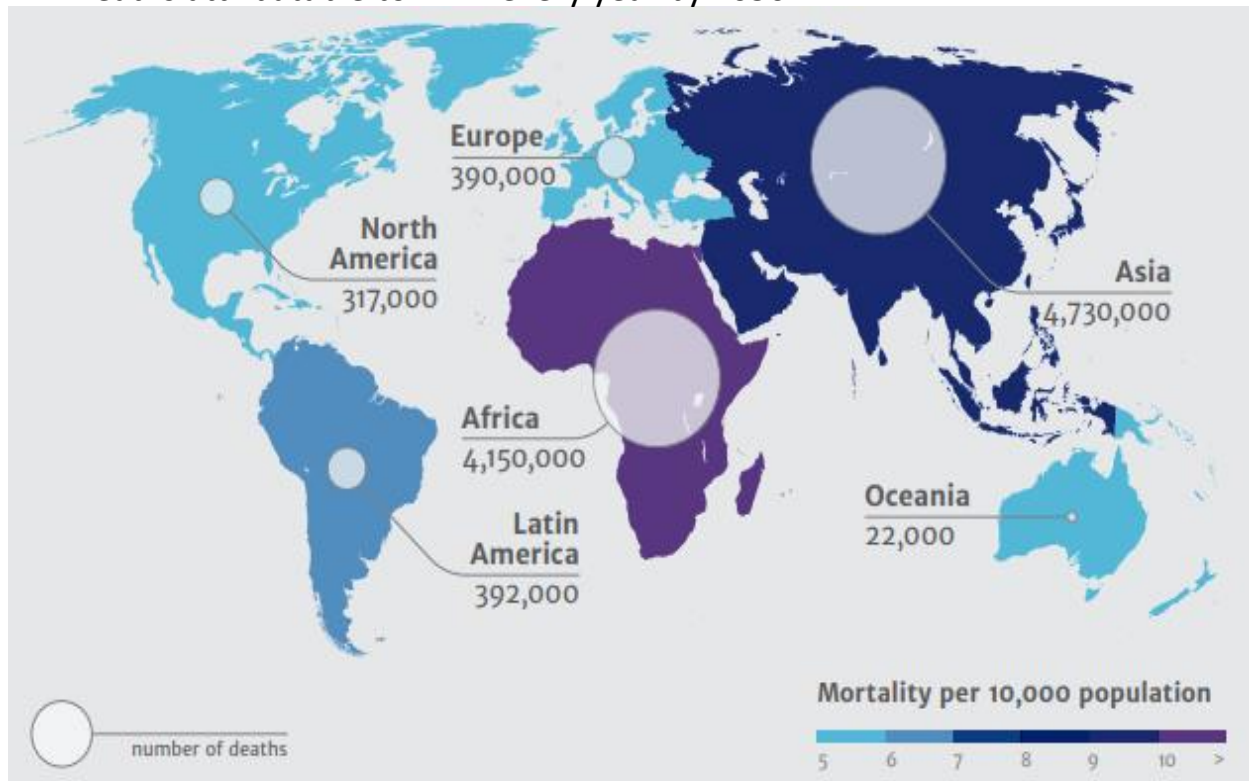 Europe
390,000
North
America
317,000
Asia
4,730,000
Africa
4,150,000
Oceania
22,000
Latin
America
392,000
Mortality per 10,000 population
number of deaths
5 6 7 8 9 10 >